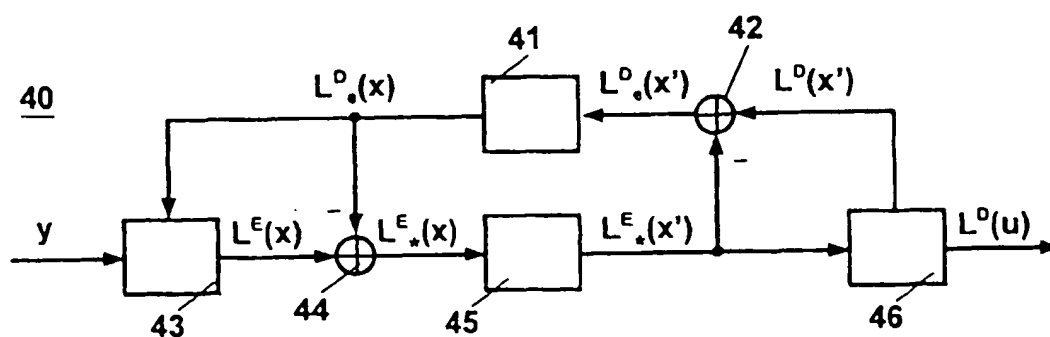 41
42
40
L^D_e(x)
L^D_e(x')
L^D(x')
–
y
L^E(x)
–
L^E_*(x)
L^E_*(x')
L^D(u)
43
44
45
46